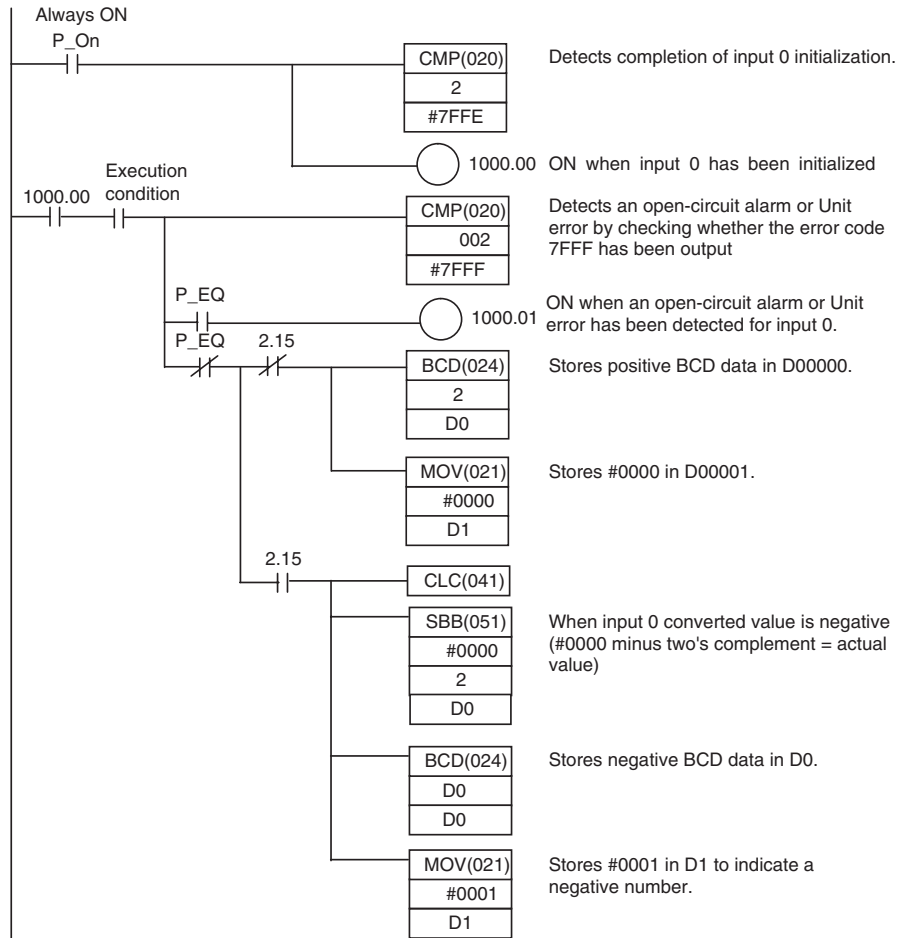 Always ON
P_On
CMP(020)
2
#7FFE
Detects completion of input 0 initialization.
1000.00
ON when input 0 has been initialized
1000.00
Execution
condition
CMP(020)
002
#7FFF
Detects an open-circuit alarm or Unit
error by checking whether the error code
7FFF has been output
P_EQ
1000.01
ON when an open-circuit alarm or Unit
error has been detected for input 0.
P_EQ
2.15
BCD(024)
2
D0
Stores positive BCD data in D00000.
MOV(021)
#0000
D1
Stores #0000 in D00001.
2.15
CLC(041)
SBB(051)
#0000
2
D0
When input 0 converted value is negative
(#0000 minus two's complement = actual
value)
BCD(024)
D0
D0
Stores negative BCD data in D0.
MOV(021)
#0001
D1
Stores #0001 in D1 to indicate a
negative number.